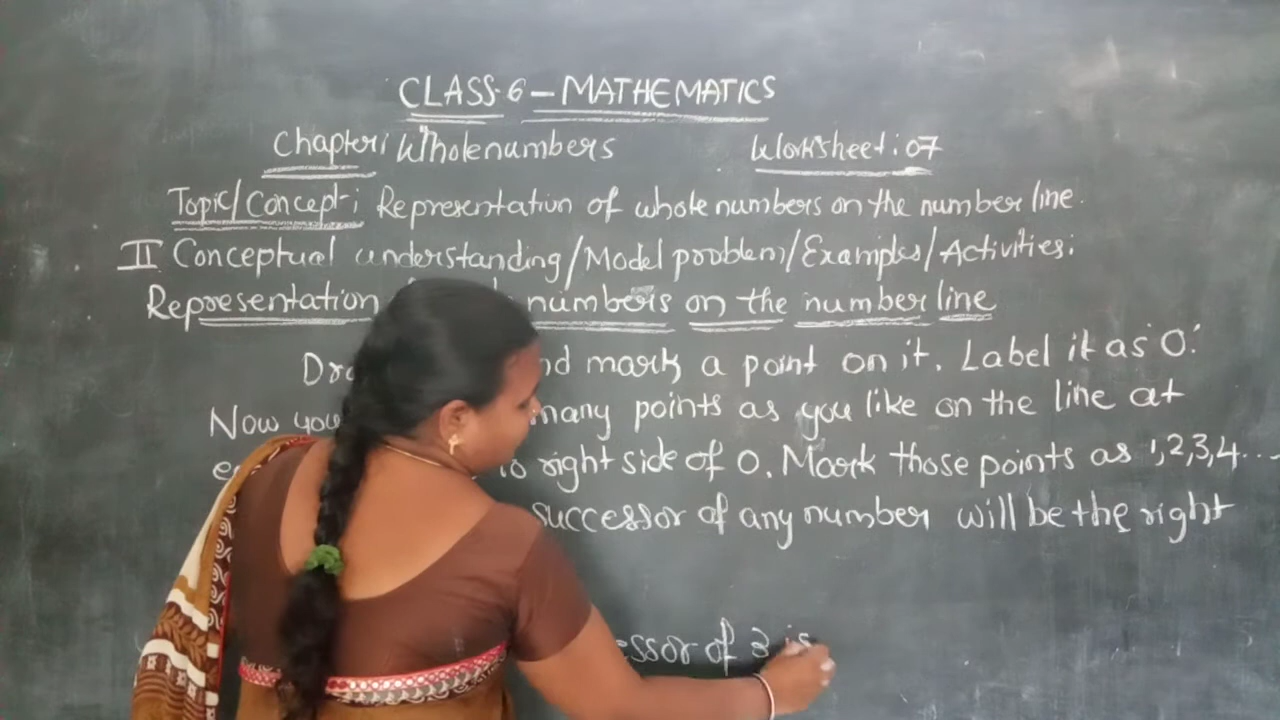 CLASS-6 - MATHEMATICS
Chapter: Wholenumbers Worksheet: 07
Topic/Concept: Representation of whole numbers on the number line.
II Conceptual understanding/Model problem/Examples/Activities:
Representation numbers on the number line
mark a point on it. Label it as '0'.
Now you many points as you like on the line at
right side of 0. Mark those points as 1,2,3,4...
successor of any number will be the right
of 3 is